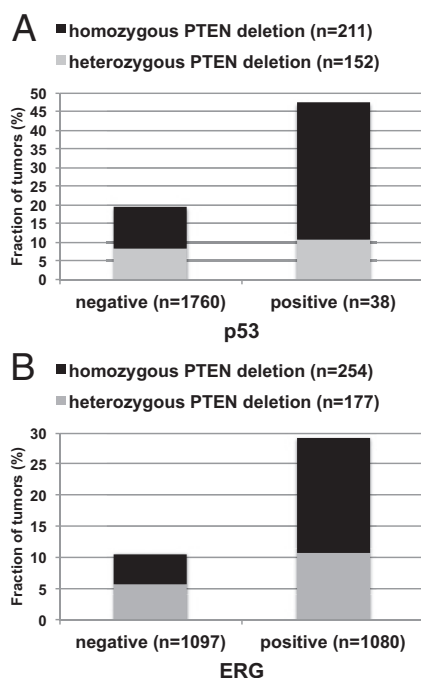 A
■ homozygous PTEN deletion (n=211)
■ heterozygous PTEN deletion (n=152)
Fraction of tumors (%)
50
45
40
35
30
25
20
15
10
5
0
negative (n=1760) positive (n=38)
p53
B
■ homozygous PTEN deletion (n=254)
■ heterozygous PTEN deletion (n=177)
Fraction of tumors (%)
30
25
20
15
10
5
0
negative (n=1097) positive (n=1080)
ERG